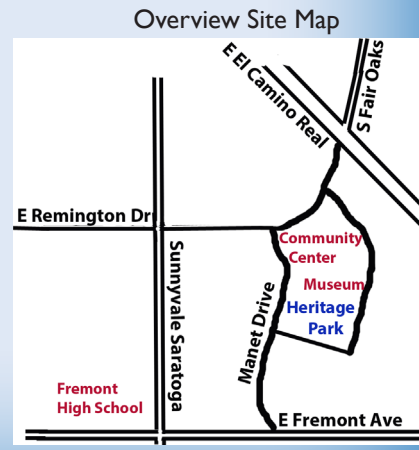 Overview Site Map
E El Camino Real
S Fair Oaks
E Remington Dr
Community
Center
Museum
Heritage
Park
Sunnyvale Saratoga
Manet Drive
Fremont
High School
E Fremont Ave